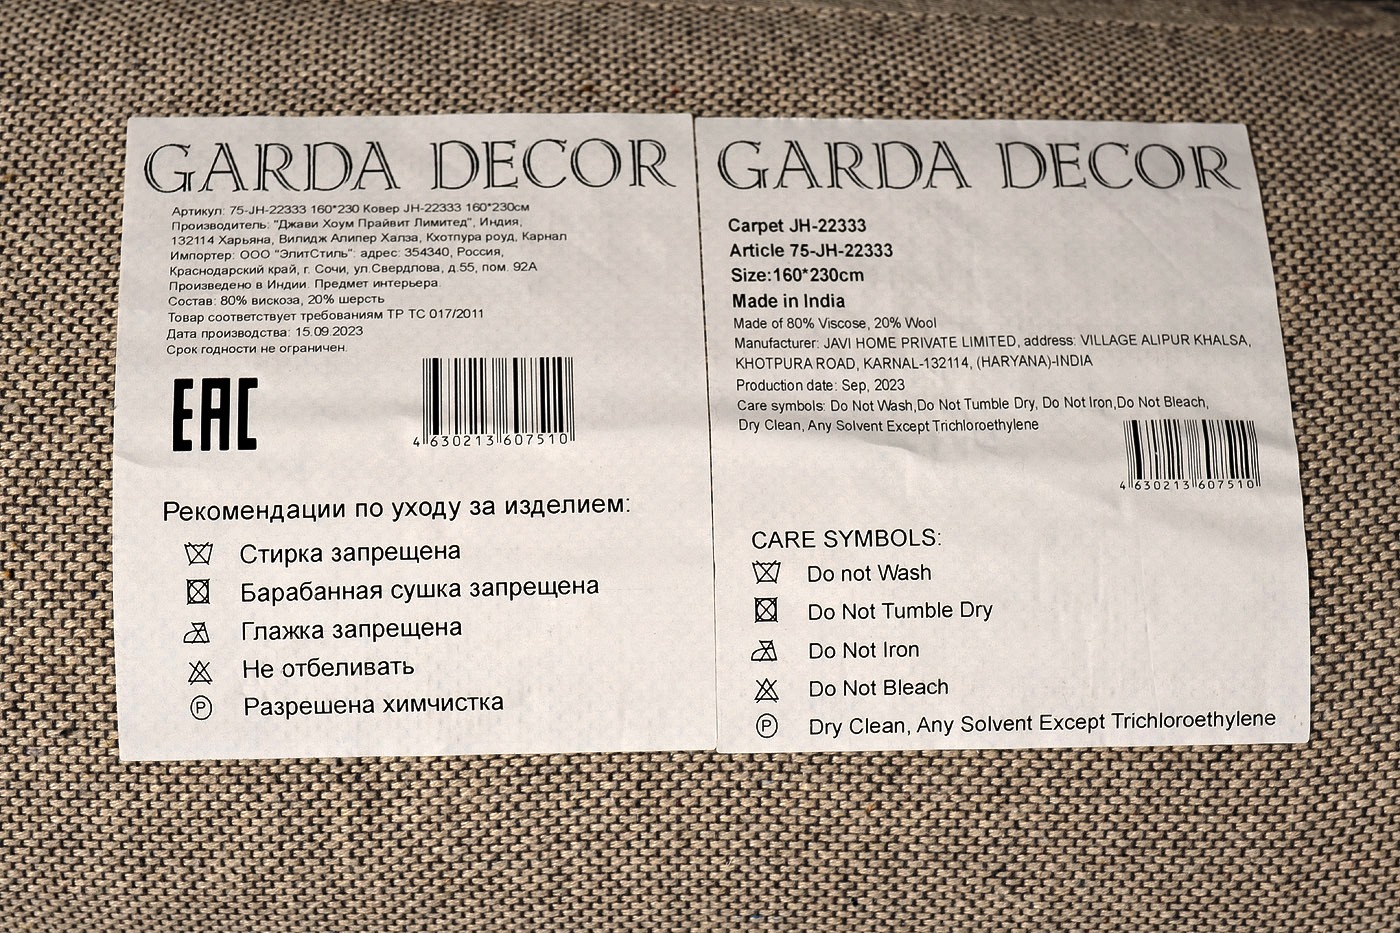 GARDA DECOR
Артикул: 75-JH-22333 160*230 Ковер JH-22333 160*230см
Производитель: "Джави Хоум Прайвит Лимитед", Индия,
132114 Харьяна, Вилидж Алипер Халза, Кхотпура роуд, Карнал
Импортер: ООО "ЭлитСтиль": адрес: 354340, Россия,
Краснодарский край, г. Сочи, ул.Свердлова, д.55, пом. 92А
Произведено в Индии. Предмет интерьера.
Состав: 80% вискоза, 20% шерсть
Товар соответствует требованиям ТР ТС 017/2011
Дата производства: 15.09.2023
Срок годности не ограничен.
EAC
4 630213 607510
Рекомендации по уходу за изделием:
Стирка запрещена
Барабанная сушка запрещена
Глажка запрещена
Не отбеливать
P Разрешена химчистка
GARDA DECOR
Carpet JH-22333
Article 75-JH-22333
Size:160*230cm
Made in India
Made of 80% Viscose, 20% Wool
Manufacturer: JAVI HOME PRIVATE LIMITED, address: VILLAGE ALIPUR KHALSA,
KHOTPURA ROAD, KARNAL-132114, (HARYANA)-INDIA
Production date: Sep, 2023
Care symbols: Do Not Wash,Do Not Tumble Dry, Do Not Iron,Do Not Bleach,
Dry Clean, Any Solvent Except Trichloroethylene
4 630213 607510
CARE SYMBOLS:
Do not Wash
Do Not Tumble Dry
Do Not Iron
Do Not Bleach
P Dry Clean, Any Solvent Except Trichloroethylene